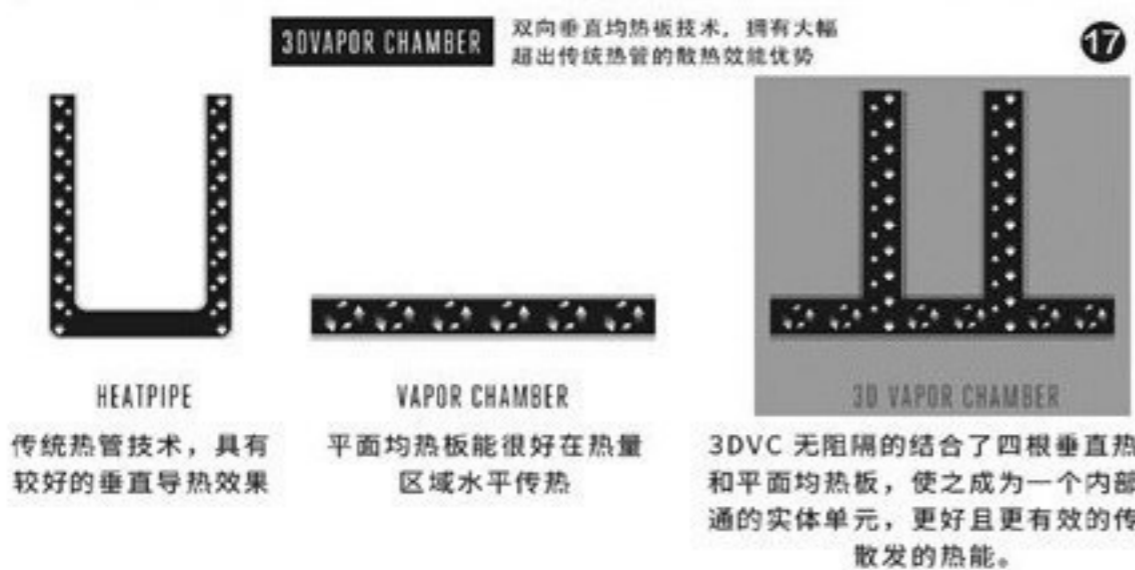 3DVAPOR CHAMBER
双向垂直均热板技术，拥有大幅
超出传统热管的散热效能优势
17
HEATPIPE
传统热管技术，具有
较好的垂直导热效果
VAPOR CHAMBER
平面均热板能很好在热量
区域水平传热
3D VAPOR CHAMBER
3DVC 无阻隔的结合了四根垂直热
和平面均热板，使之成为一个内部
通的实体单元，更好且更有效的传
散发的热能。